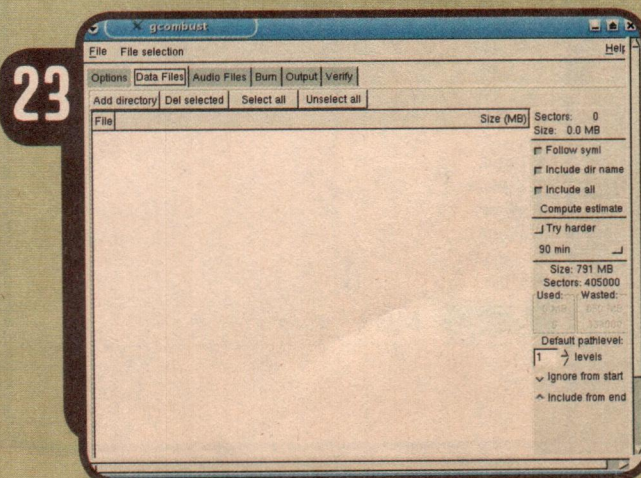 gcombust
File File selection Help
Options Data Files Audio Files Burn Output Verify
23
Add directory Del selected Select all Unselect all
File Size (MB)
Sectors: 0
Size: 0.0 MB
Follow syml
Include dir name
Include all
Compute estimate
Try harder
90 min
Size: 791 MB
Sectors: 405000
Used: Wasted:
Default pathlevel:
1 levels
Ignore from start
Include from end